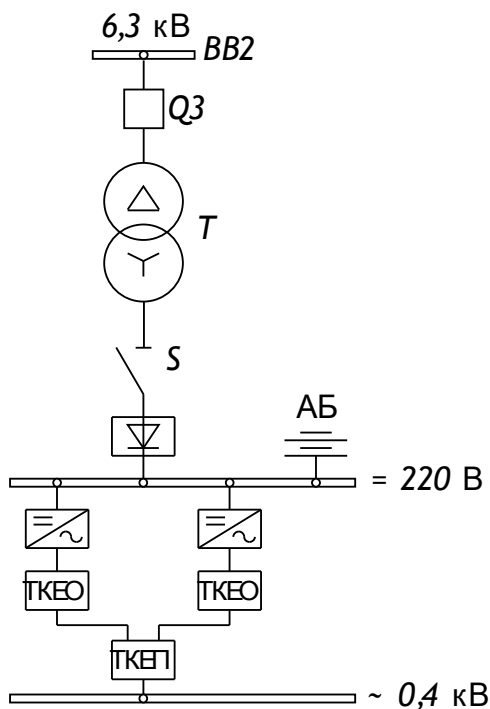 6,3 кВ
BB2
Q3
T
S
АБ
= 220 В
ТКЕО
ТКЕО
ТКЕП
~ 0,4 кВ